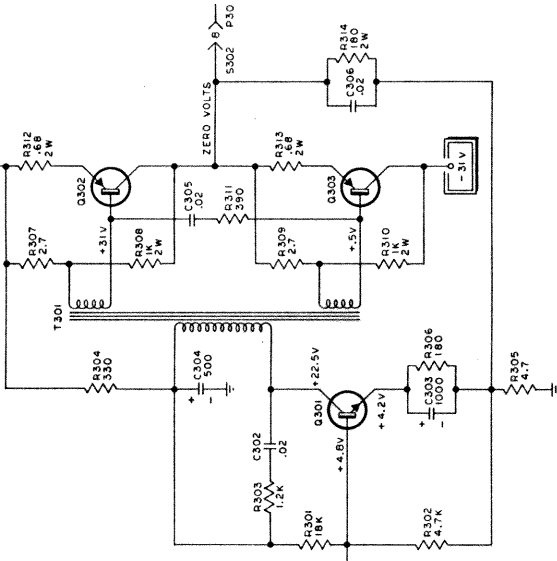 P30
8
S302
ZERO VOLTS
R314
180
2W
C306
.02
R312
.68
2W
Q302
C305
.02
R311
390
R313
.68
2W
Q303
-31V
R307
2.7
+31V
R308
1K
2W
R309
2.7
+.5V
R310
1K
2W
T301
R304
330
C304
500
+
-
+22.5V
Q301
+4.2V
R306
180
C303
1000
+
-
R305
4.7
C302
.02
+4.8V
R303
1.2K
R301
18K
R302
4.7K